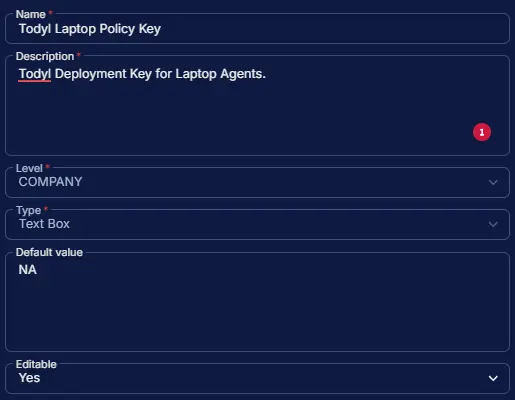 Name *
Todyl Laptop Policy Key
Description *
Todyl Deployment Key for Laptop Agents.
1
Level *
COMPANY
Type *
Text Box
Default value
NA
Editable
Yes